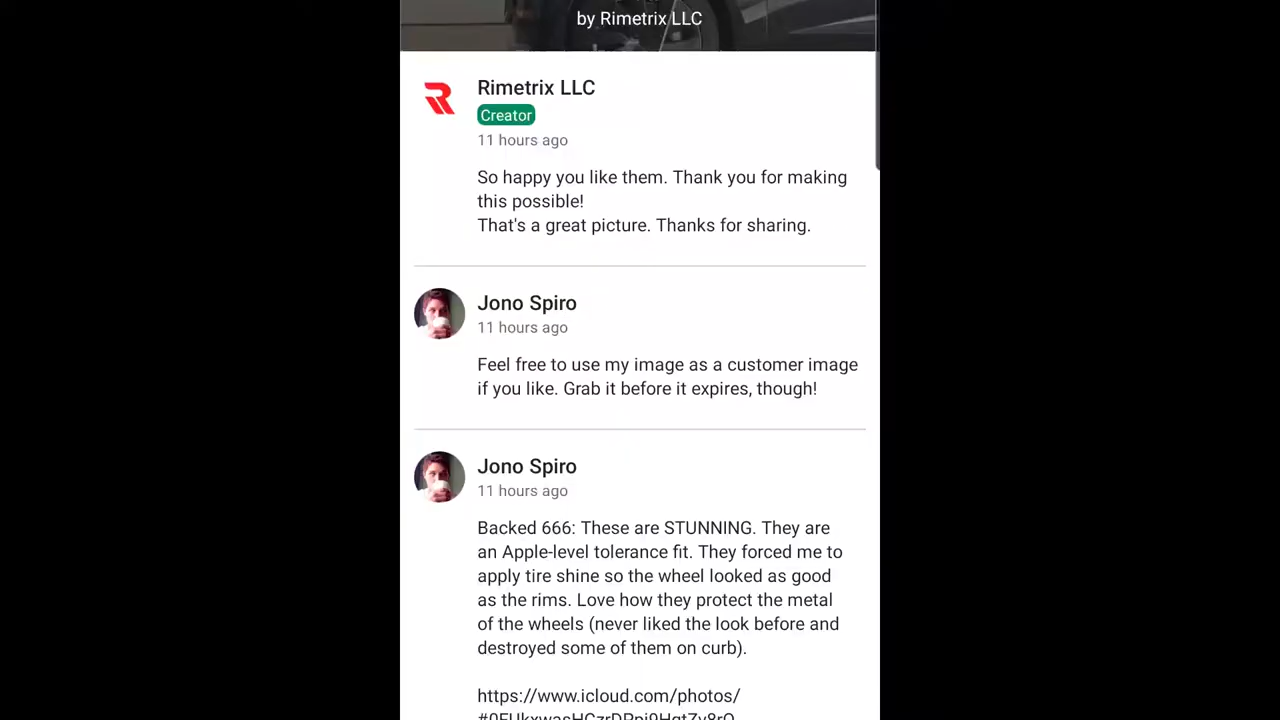 by Rimetrix LLC
Rimetrix LLC
Creator
11 hours ago
So happy you like them. Thank you for making
this possible!
That's a great picture. Thanks for sharing.
Jono Spiro
11 hours ago
Feel free to use my image as a customer image
if you like. Grab it before it expires, though!
Jono Spiro
11 hours ago
Backed 666: These are STUNNING. They are
an Apple-level tolerance fit. They forced me to
apply tire shine so the wheel looked as good
as the rims. Love how they protect the metal
of the wheels (never liked the look before and
destroyed some of them on curb).
https://www.icloud.com/photos/